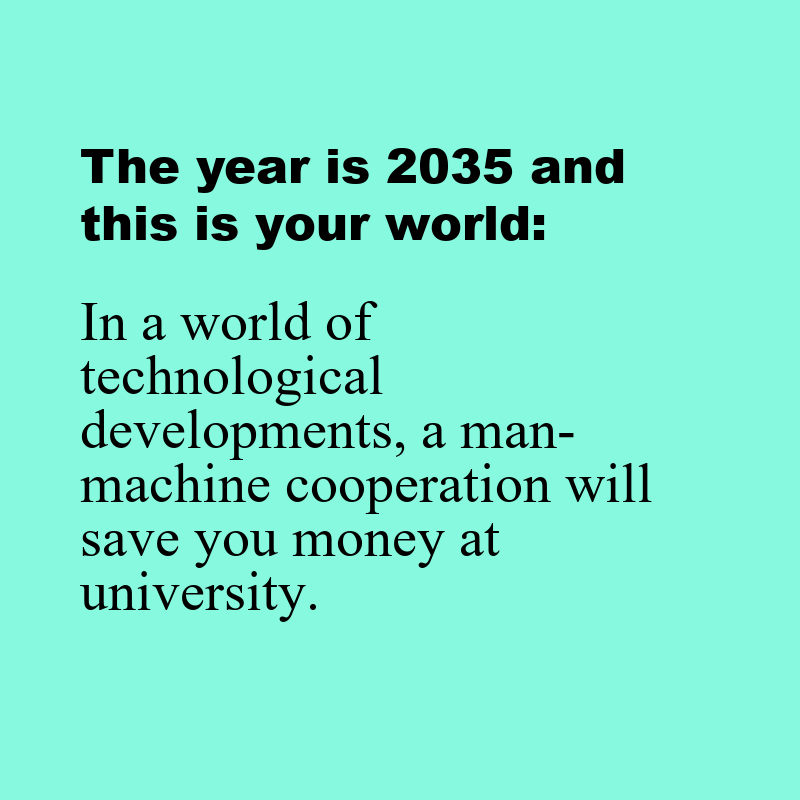 The year is 2035 and
this is your world:
In a world of
technological
developments, a man-
machine cooperation will
save you money at
university.